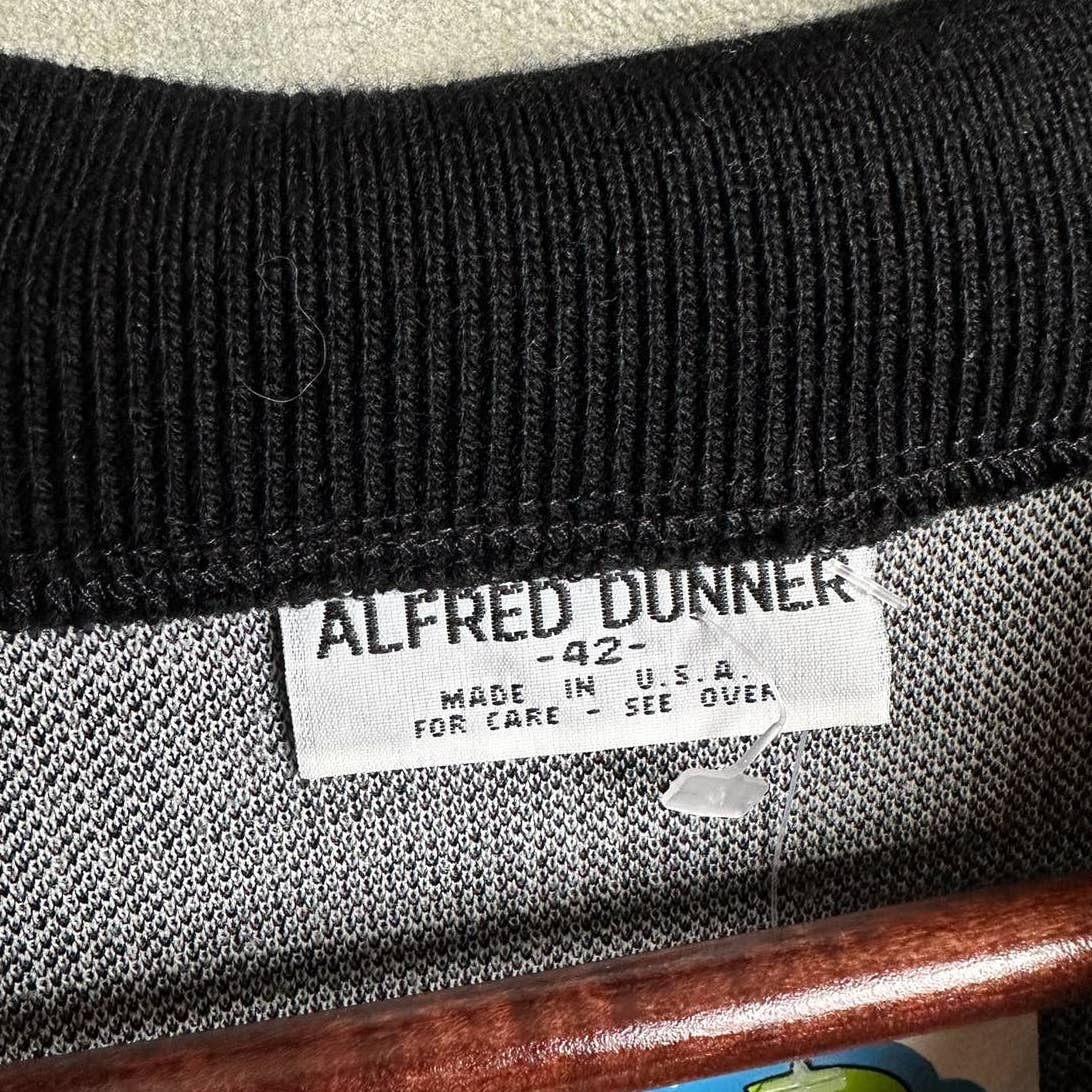 ALFRED DUNNER
-42-
MADE IN U.S.A.
FOR CARE - SEE OVER